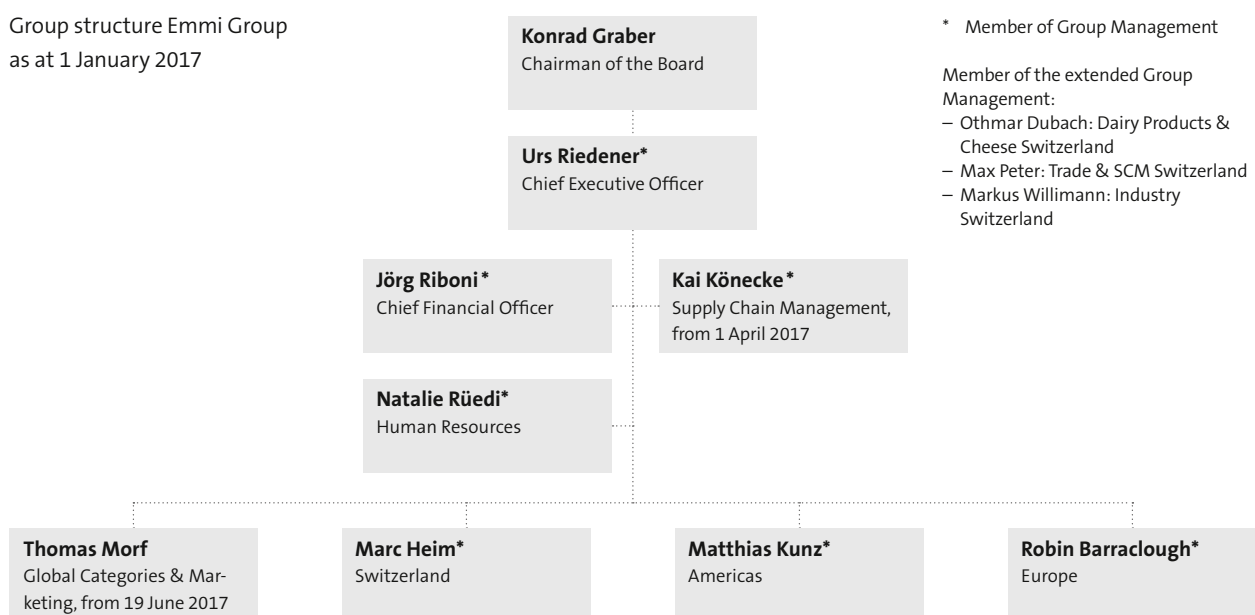 Group structure Emmi Group
as at 1 January 2017
Konrad Graber
Chairman of the Board
* Member of Group Management
Member of the extended Group
Management:
– Othmar Dubach: Dairy Products &
Cheese Switzerland
– Max Peter: Trade & SCM Switzerland
– Markus Willimann: Industry
Switzerland
Urs Riedener*
Chief Executive Officer
Jörg Riboni*
Chief Financial Officer
Kai Könecke*
Supply Chain Management,
from 1 April 2017
Natalie Rüedi*
Human Resources
Thomas Morf
Global Categories & Mar-
keting, from 19 June 2017
Marc Heim*
Switzerland
Matthias Kunz*
Americas
Robin Barraclough*
Europe